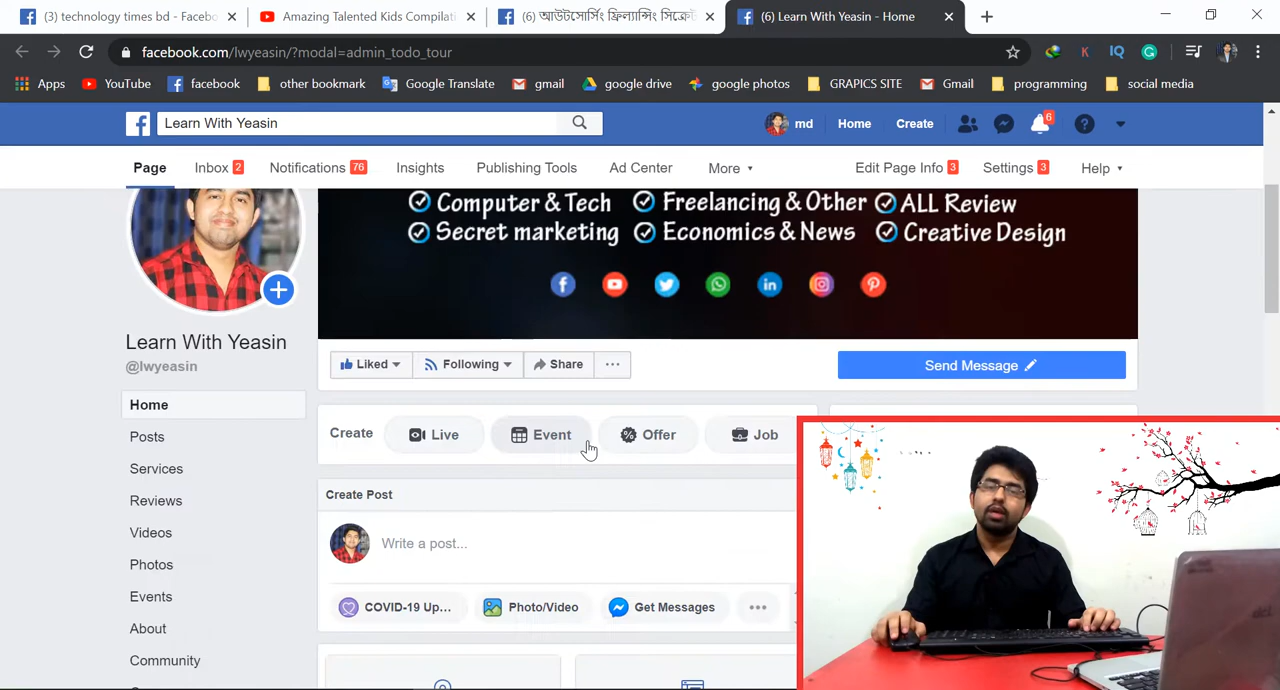 (3) technology times bd - Facebo
Amazing Talented Kids Compilati
(6) আউটসোর্সিং ফ্রিল্যান্সিং সিক্রেট
(6) Learn With Yeasin - Home
facebook.com/lwyeasin/?modal=admin_todo_tour
K
IQ
G
Apps
YouTube
facebook
other bookmark
Google Translate
gmail
google drive
google photos
GRAPICS SITE
Gmail
programming
social media
Learn With Yeasin
md
Home
Create
6
Page
Inbox 2
Notifications 76
Insights
Publishing Tools
Ad Center
More
Edit Page Info 3
Settings 3
Help
Computer & Tech
Freelancing & Other
ALL Review
Secret marketing
Economics & News
Creative Design
Learn With Yeasin
@lwyeasin
Liked
Following
Share
Send Message
Home
Posts
Services
Reviews
Videos
Photos
Events
About
Community
Create
Live
Event
Offer
Job
Create Post
Write a post...
COVID-19 Up...
Photo/Video
Get Messages